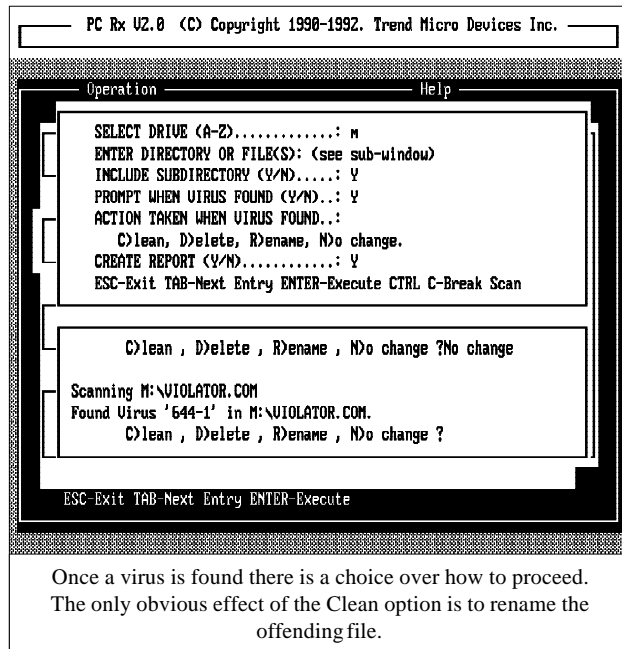 PC Rx V2.0 (C) Copyright 1990-1992. Trend Micro Devices Inc.
Operation Help
SELECT DRIVE (A-Z).............: M
ENTER DIRECTORY OR FILE(S): (see sub-window)
INCLUDE SUBDIRECTORY (Y/N).....: Y
PROMPT WHEN VIRUS FOUND (Y/N)..: Y
ACTION TAKEN WHEN VIRUS FOUND..:
C)lean, D)elete, R)ename, N)o change.
CREATE REPORT (Y/N)............: Y
ESC-Exit TAB-Next Entry ENTER-Execute CTRL C-Break Scan
C)lean , D)elete , R)ename , N)o change ?No change
Scanning M:\VIOLATOR.COM
Found Virus '644-1' in M:\VIOLATOR.COM.
C)lean , D)elete , R)ename , N)o change ?
ESC-Exit TAB-Next Entry ENTER-Execute
Once a virus is found there is a choice over how to proceed.
The only obvious effect of the Clean option is to rename the
offending file.